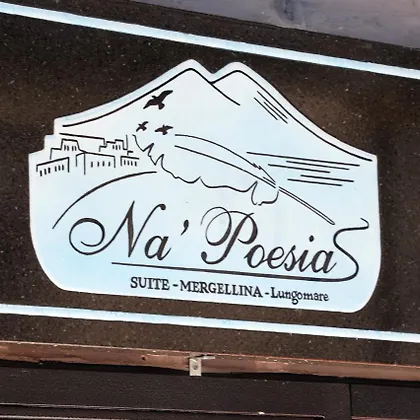 Na' Poesia
SUITE - MERGELLINA - Lungomare